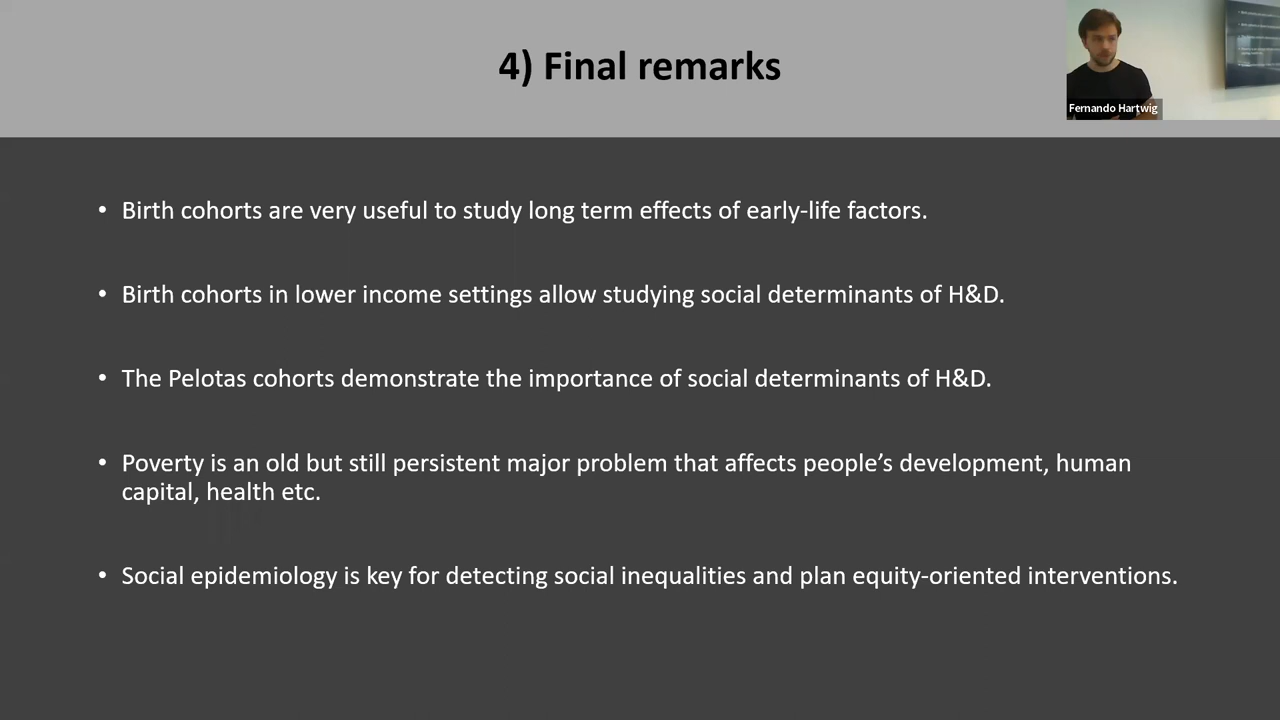 4) Final remarks
Fernando Hartwig
• Birth cohorts are very useful to study long term effects of early-life factors.
• Birth cohorts in lower income settings allow studying social determinants of H&D.
• The Pelotas cohorts demonstrate the importance of social determinants of H&D.
• Poverty is an old but still persistent major problem that affects people’s development, human
capital, health etc.
• Social epidemiology is key for detecting social inequalities and plan equity-oriented interventions.